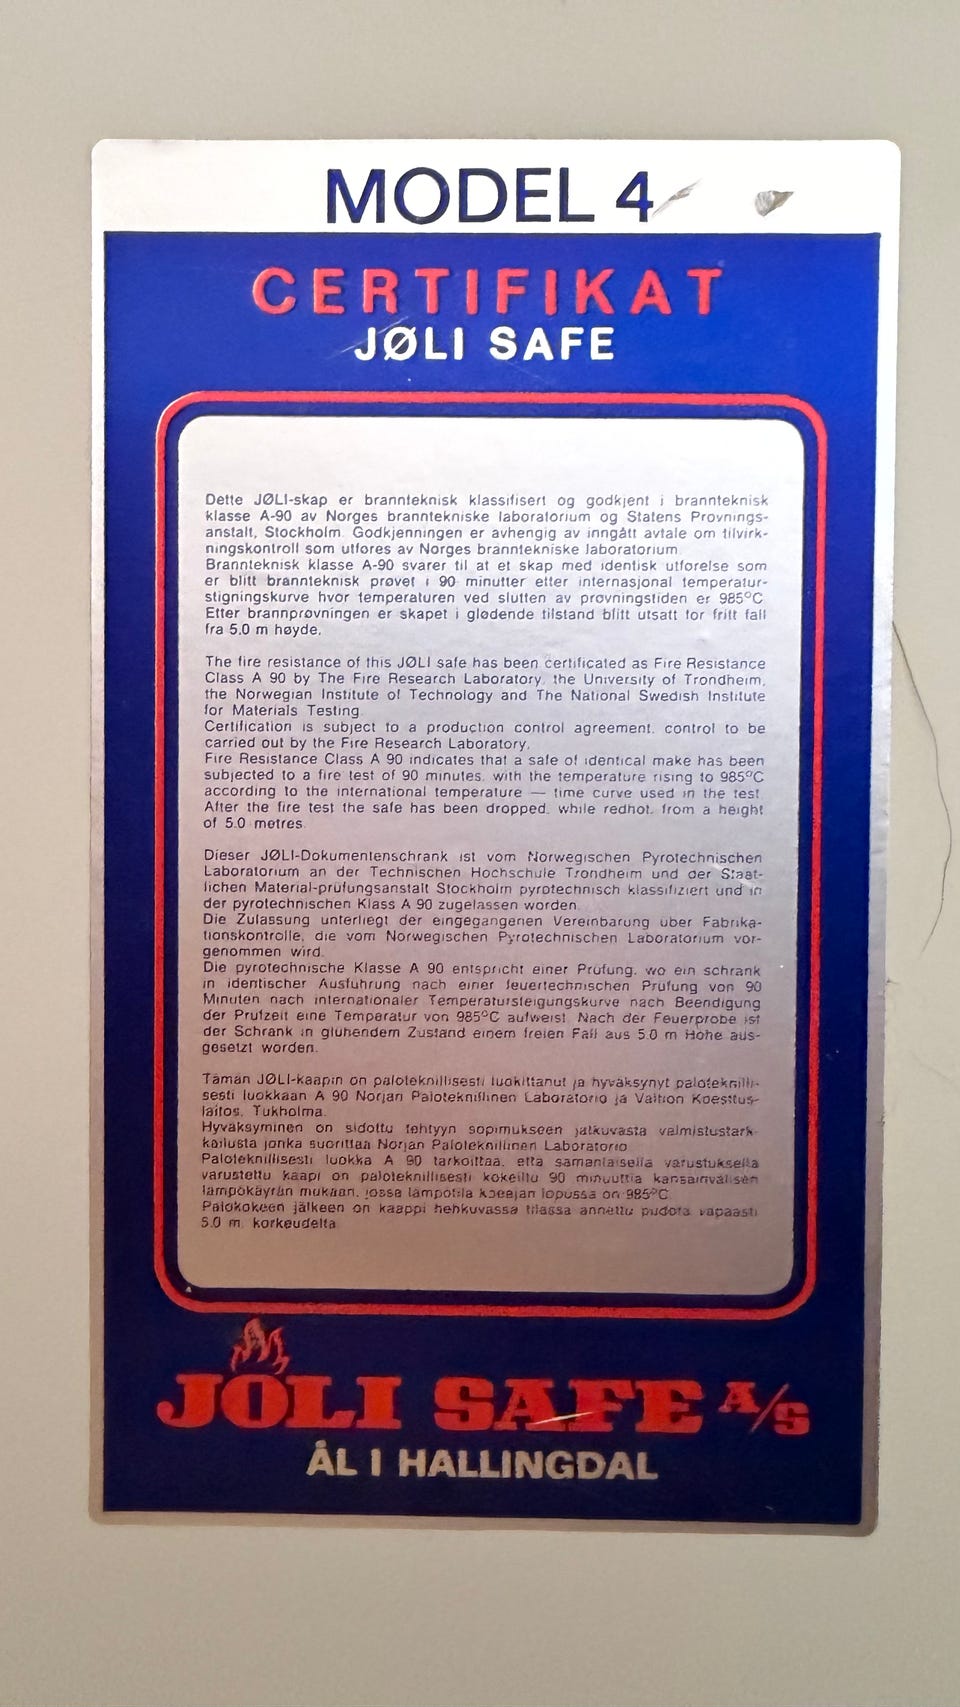 MODEL 4
CERTIFIKAT
JØLI SAFE
Dette JØLI-skap er brannteknisk klassifisert og godkjent i brannteknisk
klasse A-90 av Norges branntekniske laboratorium og Statens Provnings-
anstalt, Stockholm. Godkjenningen er avhengig av inngått avtale om tilvirk-
ningskontroll som utføres av Norges branntekniske laboratorium.
Brannteknisk klasse A-90 svarer til at et skap med identisk utførelse som
er blitt brannteknisk prøvet i 90 minutter etter internasjonal temperatur-
stigningskurve hvor temperaturen ved slutten av prøvningstiden er 985°C.
Etter brannprøvningen er skapet i glødende tilstand blitt utsatt for fritt fall
fra 5.0 m høyde.
The fire resistance of this JØLI safe has been certificated as Fire Resistance
Class A 90 by The Fire Research Laboratory, the University of Trondheim,
the Norwegian Institute of Technology and The National Swedish Institute
for Materials Testing.
Certification is subject to a production control agreement, control to be
carried out by the Fire Research Laboratory.
Fire Resistance Class A 90 indicates that a safe of identical make has been
subjected to a fire test of 90 minutes, with the temperature rising to 985°C
according to the international temperature — time curve used in the test.
After the fire test the safe has been dropped, while redhot, from a height
of 5.0 metres.
Dieser JØLI-Dokumentenschrank ist vom Norwegischen Pyrotechnischen
Laboratorium an der Technischen Hochschule Trondheim und der Staat-
lichen Material-prüfungsanstalt Stockholm pyrotechnisch klassifiziert und in
der pyrotechnischen Klass A 90 zugelassen worden.
Die Zulassung unterliegt der eingegangenen Vereinbarung über Fabrika-
tionskontrolle, die vom Norwegischen Pyrotechnischen Laboratorium vor-
genommen wird.
Die pyrotechnische Klasse A 90 entspricht einer Prüfung, wo ein schrank
in identischer Ausführung nach einer feuertechnischen Prüfung von 90
Minuten nach internationaler Temperatursteigungskurve nach Beendigung
der Prüfzeit eine Temperatur von 985°C aufweist. Nach der Feuerprobe ist
der Schrank in glühendem Zustand einem freien Fall aus 5.0 m Höhe aus-
gesetzt worden.
Tämän JØLI-kaapin on paloteknillisesti luokittanut ja hyväksynyt paloteknilli-
sesti luokkaan A 90 Norjan Paloteknillinen Laboratorio ja Valtion Koestus-
laitos, Tukholma.
Hyväksyminen on sidottu tehtyyn sopimukseen jatkuvasta valmistustark-
kailusta jonka suorittaa Norjan Paloteknillinen Laboratorio.
Paloteknillisesti luokka A 90 tarkoittaa, että samanlaisella varustuksella
varustettu kaapi on paloteknillisesti kokeiltu 90 minuuttia kansainvälisen
lämpökäyrän mukaan, jossa lämpötila koeajan lopussa on 985°C.
Palokokeen jälkeen on kaappi hehkuvassa tilassa annettu pudota vapaasti
5.0 m. korkeudelta.
JØLI SAFE A/S
ÅL I HALLINGDAL